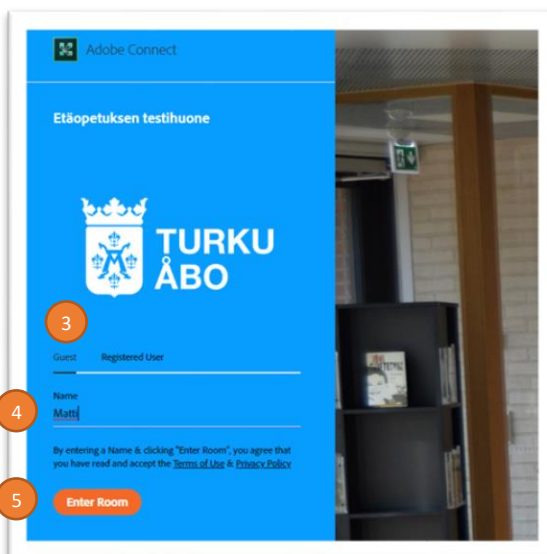 Adobe Connect
Etäopetuksen testihuone
TURKU
ÅBO
3
Guest Registered User
4
Name
Matti
By entering a Name & clicking "Enter Room", you agree that
you have read and accept the Terms of Use & Privacy Policy
5
Enter Room